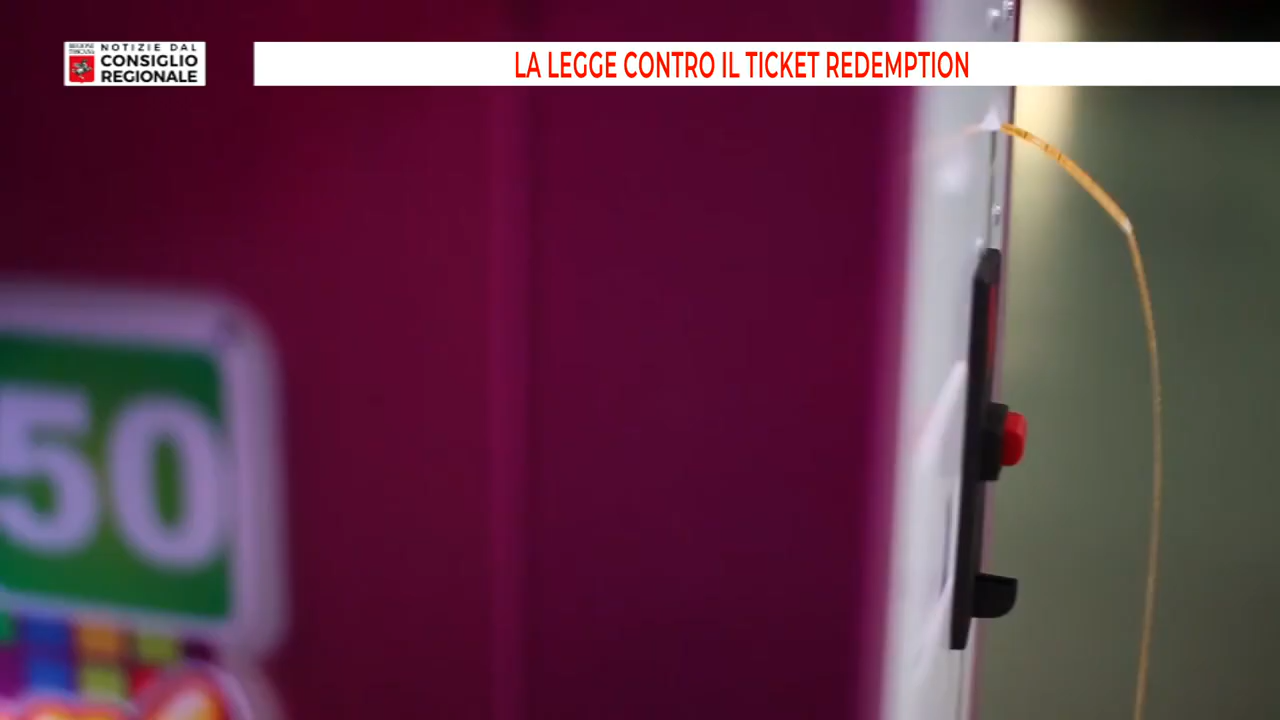 NOTIZIE DAL
CONSIGLIO
REGIONALE
LA LEGGE CONTRO IL TICKET REDEMPTION
50